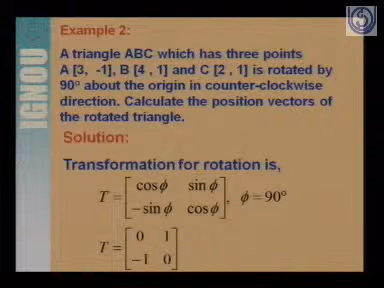 IGNOU
Example 2:
A triangle ABC which has three points
A [3, -1], B [4 , 1] and C [2 , 1] is rotated by
90° about the origin in counter-clockwise
direction. Calculate the position vectors of
the rotated triangle.
Solution:
Transformation for rotation is,
T = [ cos ϕ sin ϕ
−sin ϕ cos ϕ ], ϕ = 90°
T = [ 0 1
−1 0 ]